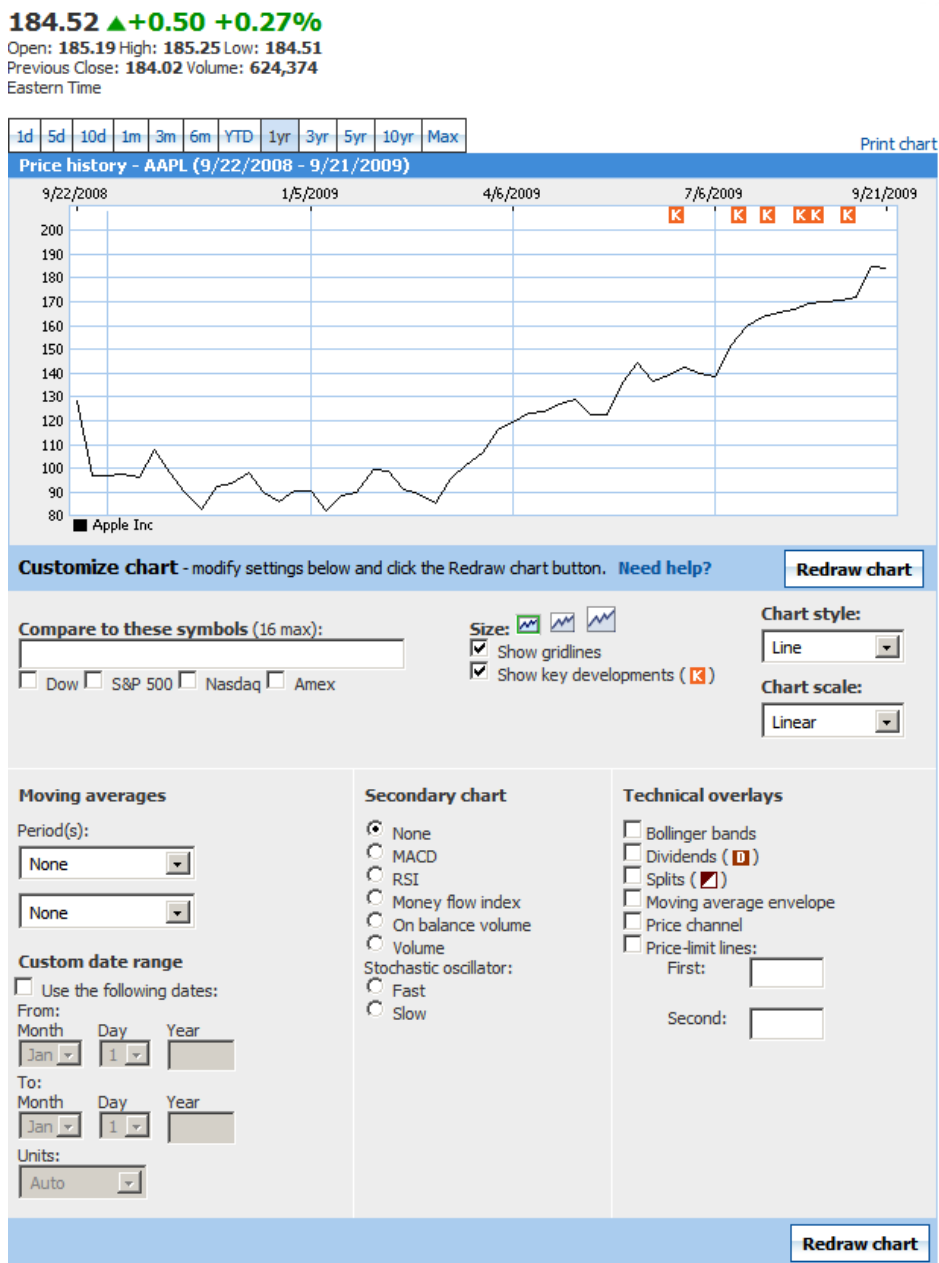 184.52 ▲+0.50 +0.27%
Open: 185.19 High: 185.25 Low: 184.51
Previous Close: 184.02 Volume: 624,374
Eastern Time
1d 5d 10d 1m 3m 6m YTD 1yr 3yr 5yr 10yr Max
Print chart
Price history - AAPL (9/22/2008 - 9/21/2009)
9/22/2008 1/5/2009 4/6/2009 7/6/2009 9/21/2009
K K K K K K
200
190
180
170
160
150
140
130
120
110
100
90
80
Apple Inc
Customize chart - modify settings below and click the Redraw chart button. Need help?
Redraw chart
Compare to these symbols (16 max):
Dow S&P 500 Nasdaq Amex
Size:
Show gridlines
Show key developments ( K )
Chart style:
Line
Chart scale:
Linear
Moving averages
Period(s):
None
None
Custom date range
Use the following dates:
From:
Month Day Year
Jan 1
To:
Month Day Year
Jan 1
Units:
Auto
Secondary chart
None
MACD
RSI
Money flow index
On balance volume
Volume
Stochastic oscillator:
Fast
Slow
Technical overlays
Bollinger bands
Dividends ( D )
Splits ( )
Moving average envelope
Price channel
Price-limit lines:
First:
Second:
Redraw chart